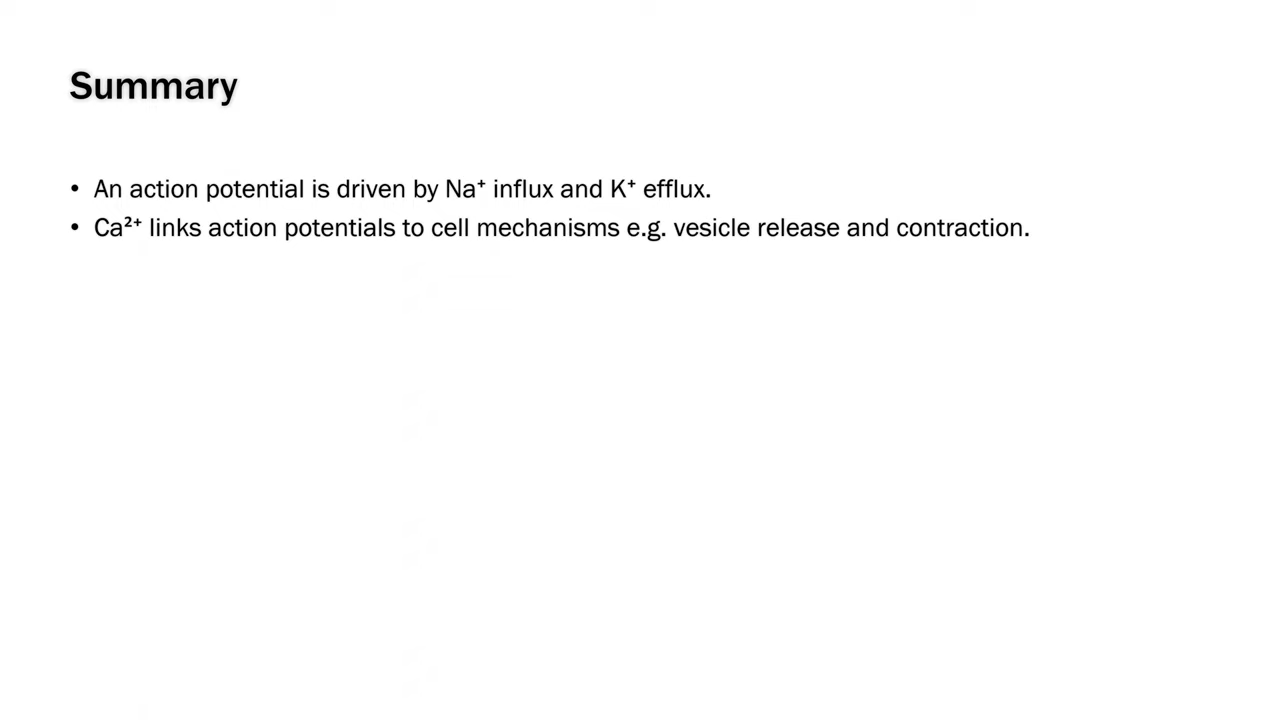 Summary
• An action potential is driven by Na⁺ influx and K⁺ efflux.
• Ca²⁺ links action potentials to cell mechanisms e.g. vesicle release and contraction.